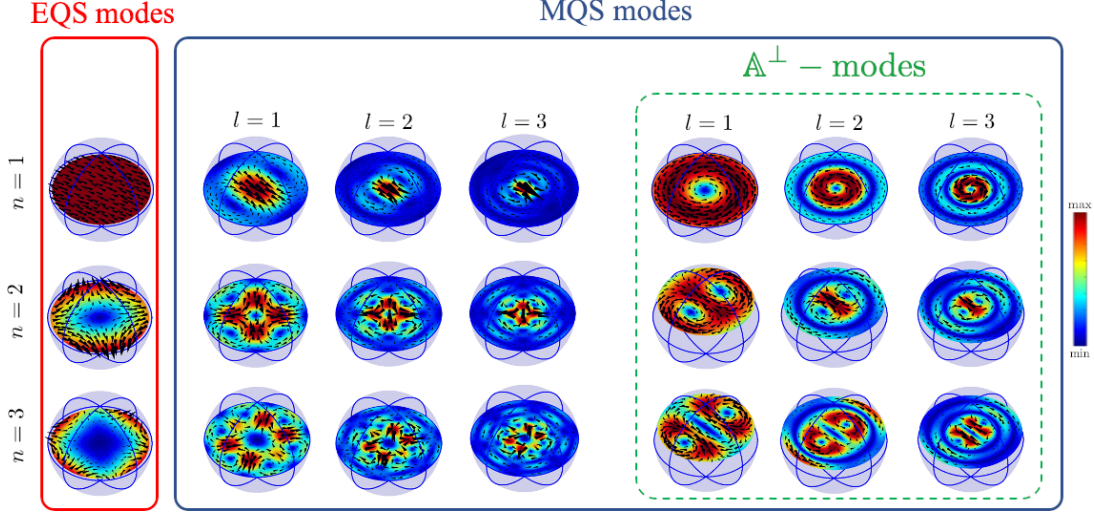 EQS modes
MQS modes
𝔸⊥ − modes
l = 1
l = 2
l = 3
l = 1
l = 2
l = 3
n = 1
max
n = 2
min
n = 3